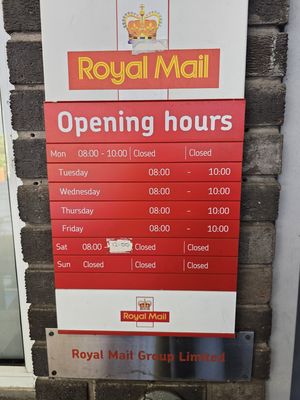 Royal Mail
Opening hours
Mon 08:00 - 10:00 Closed Closed
Tuesday 08:00 - 10:00
Wednesday 08:00 - 10:00
Thursday 08:00 - 10:00
Friday 08:00 - 10:00
Sat 08:00 - 12:00 Closed Closed
Sun Closed Closed Closed
Royal Mail
Royal Mail Group Limited